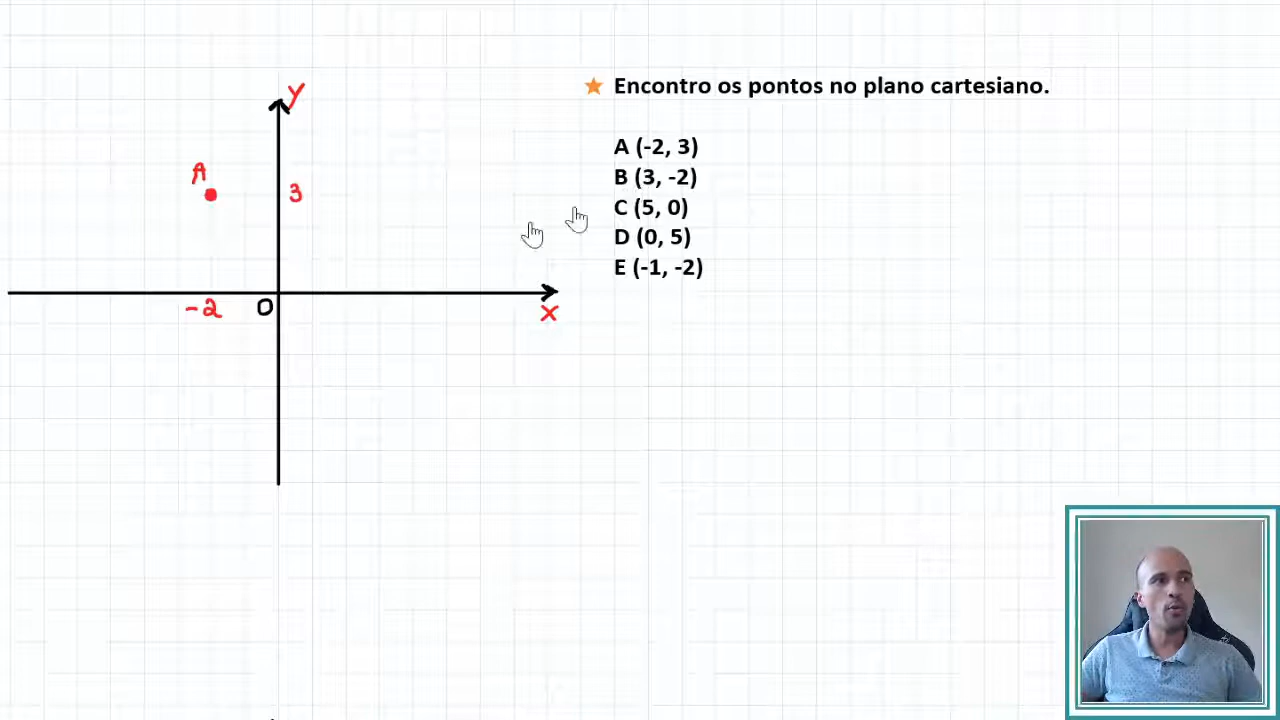 Y
Encontro os pontos no plano cartesiano.
A (-2, 3)
A
B (3, -2)
3
C (5, 0)
D (0, 5)
E (-1, -2)
-2
0
x